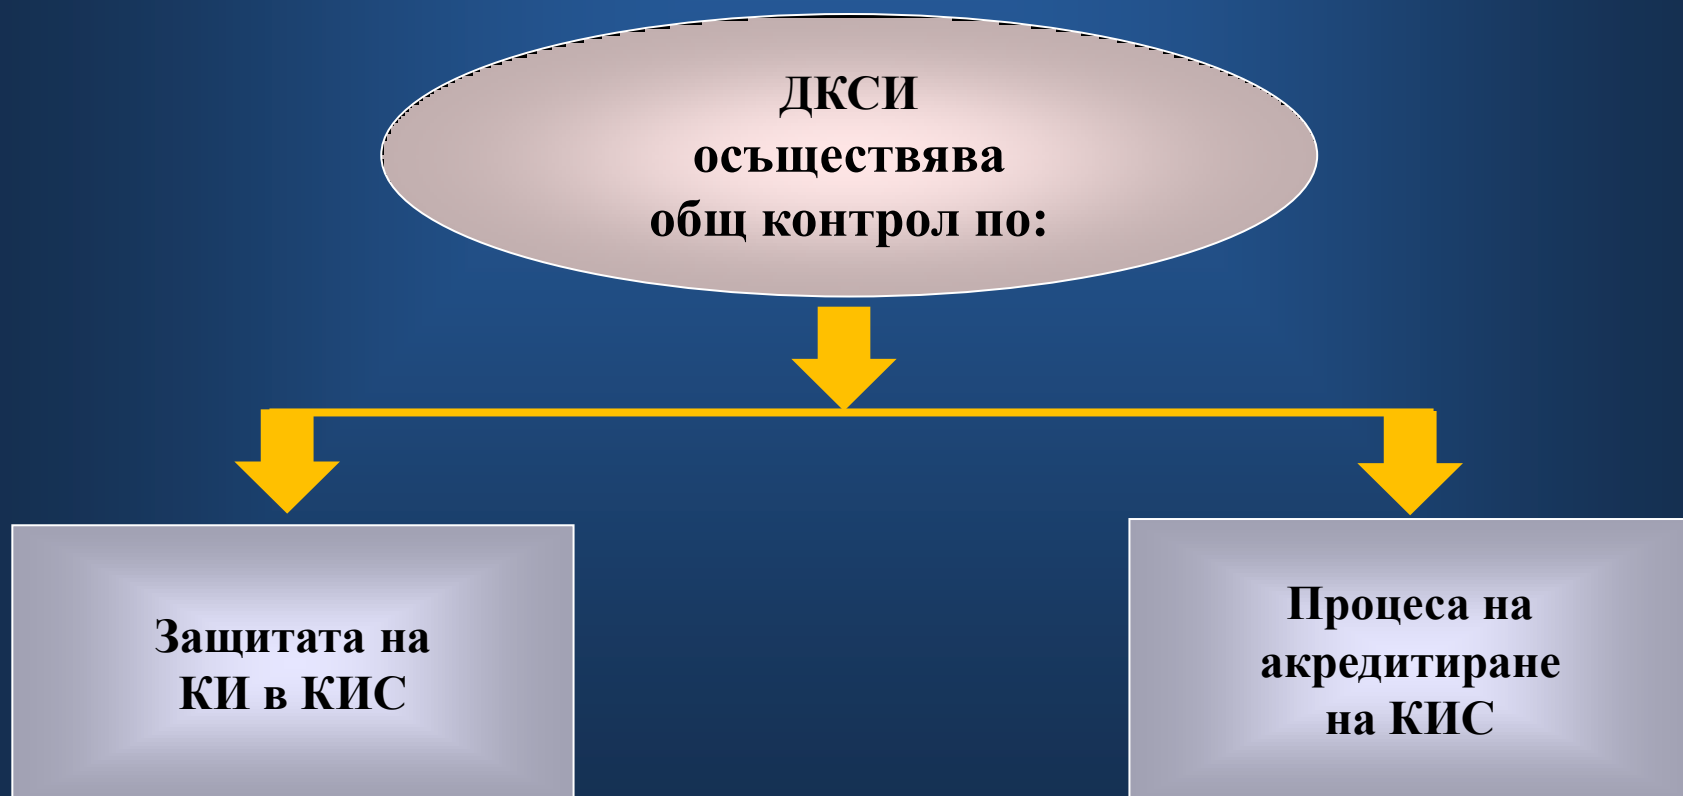 ДКСИ
осъществява
общ контрол по:
Защитата на
КИ в КИС
Процеса на
акредитиране
на КИС